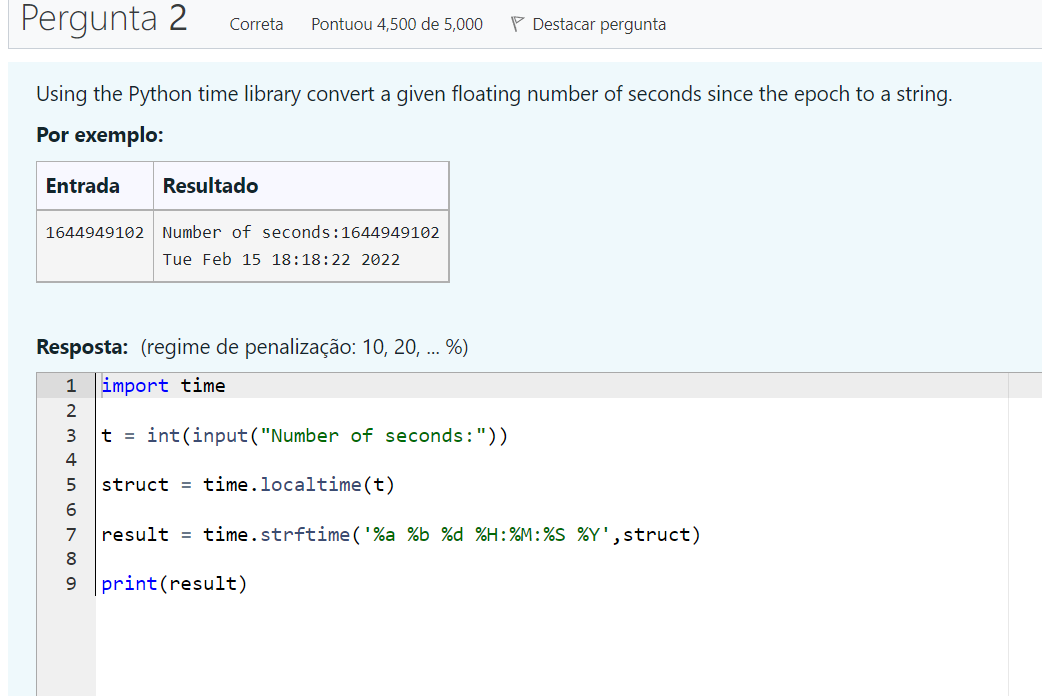 Pergunta 2 Correta Pontuou 4,500 de 5,000 Destacar pergunta
Using the Python time library convert a given floating number of seconds since the epoch to a string.
Por exemplo:
Entrada Resultado
1644949102 Number of seconds:1644949102
Tue Feb 15 18:18:22 2022
Resposta: (regime de penalização: 10, 20, ... %)
1 import time
2
3 t = int(input("Number of seconds:"))
4
5 struct = time.localtime(t)
6
7 result = time.strftime('%a %b %d %H:%M:%S %Y',struct)
8
9 print(result)